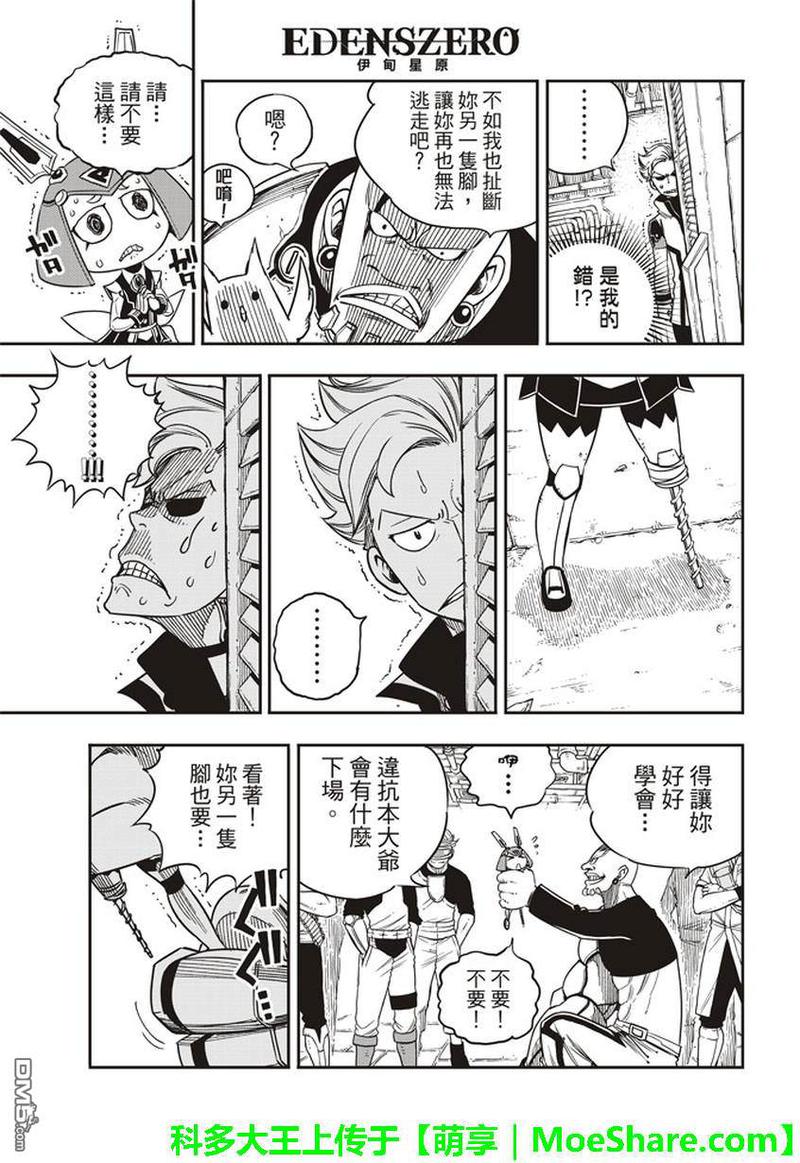 EDENSZERO
伊甸星原
⋯⋯⋯
是我的
錯!?
不如我也扯斷
妳另一隻腳，
讓妳再也無法
逃走吧？
嗯？
吧唷！
請⋯
請不要
這樣⋯
⋯⋯⋯
⋯⋯⋯!!!
得讓妳
好好
學會⋯
咿⋯
違抗本大爺
會有什麼
下場。
不要！
不要！
看著！
妳另一隻
腳也要⋯
DM5.com
科多大王上传于【萌享｜MoeShare.com】